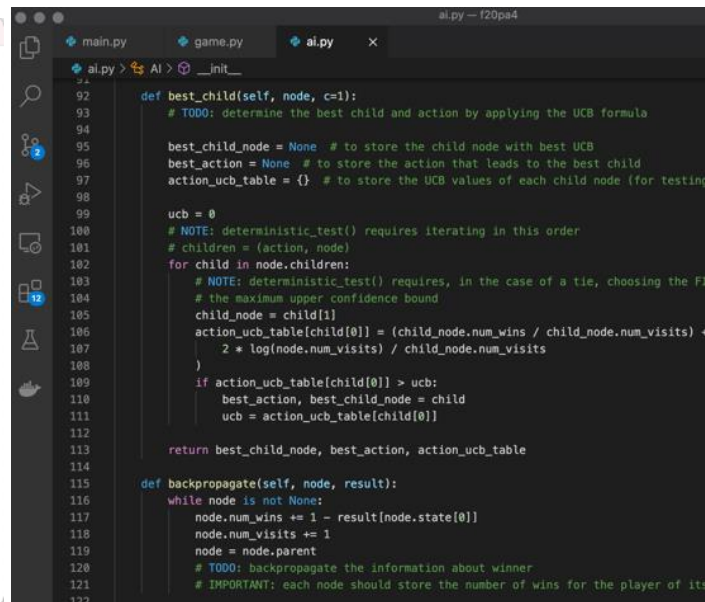 ai.py — f20pa4
main.py game.py ai.py ×
ai.py > AI > __init__
92 def best_child(self, node, c=1):
93 # TODO: determine the best child and action by applying the UCB formula
94
95 best_child_node = None # to store the child node with best UCB
96 best_action = None # to store the action that leads to the best child
97 action_ucb_table = {} # to store the UCB values of each child node (for testing
98
99 ucb = 0
100 # NOTE: deterministic_test() requires iterating in this order
101 # children = (action, node)
102 for child in node.children:
103 # NOTE: deterministic_test() requires, in the case of a tie, choosing the
104 # the maximum upper confidence bound
105 child_node = child[1]
106 action_ucb_table[child[0]] = (child_node.num_wins / child_node.num_visits) +
107 2 * log(node.num_visits) / child_node.num_visits
108 )
109 if action_ucb_table[child[0]] > ucb:
110 best_action, best_child_node = child
111 ucb = action_ucb_table[child[0]]
112
113 return best_child_node, best_action, action_ucb_table
114
115 def backpropagate(self, node, result):
116 while node is not None:
117 node.num_wins += 1 - result[node.state[0]]
118 node.num_visits += 1
119 node = node.parent
120 # TODO: backpropagate the information about winner
121 # IMPORTANT: each node should store the number of wins for the player of its
2
12